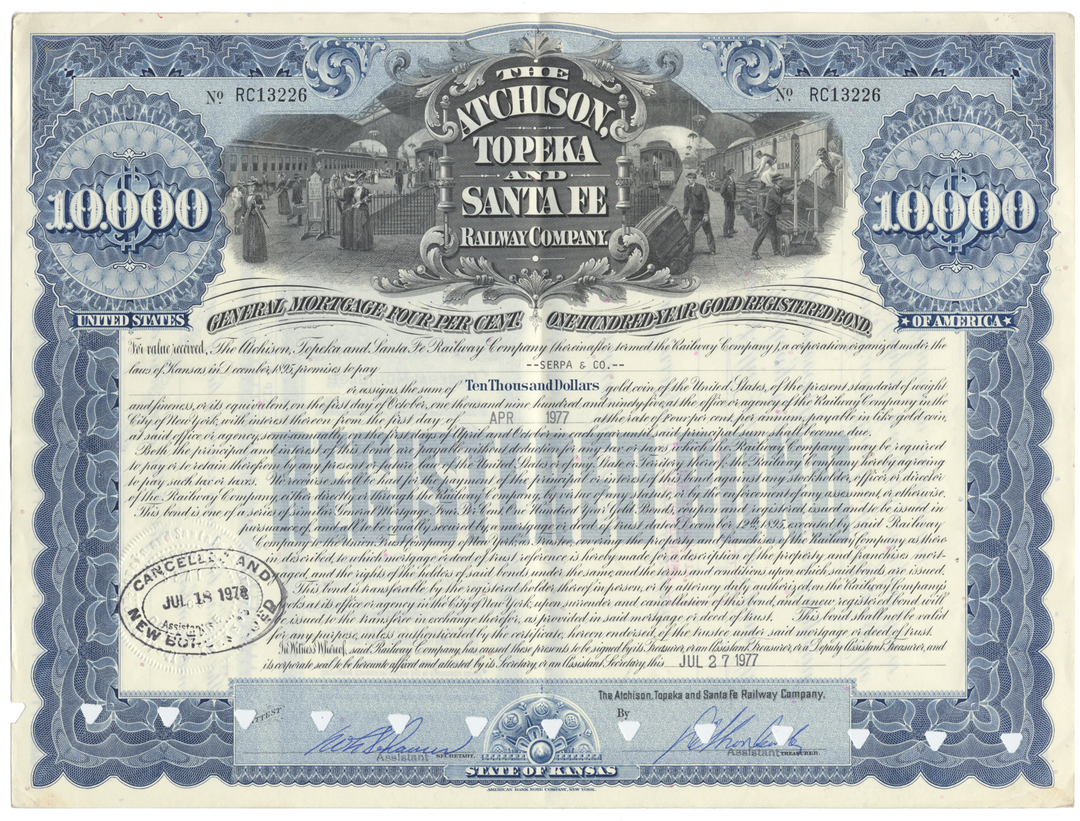 Nº RC13226
Nº RC13226
THE
ATCHISON,
TOPEKA
AND
SANTA FE
RAILWAY COMPANY.
10.000
10.000
UNITED STATES
GENERAL MORTGAGE FOUR PER CENT. ONE HUNDRED-YEAR GOLD REGISTERED BOND.
★ OF AMERICA ★
For value received, The Atchison, Topeka and Santa Fe Railway Company (hereinafter termed the Railway Company), a corporation organized under the
laws of Kansas in December, 1895, promises to pay --SERPA & CO.--
or assigns, the sum of Ten Thousand Dollars gold coin of the United States, of the present standard of weight
and fineness, or its equivalent, on the first day of October, one thousand nine hundred and ninety five, at the office or agency of the Railway Company in the
City of New York, with interest thereon from the first day of APR 1977 at the rate of four per cent. per annum, payable in like gold coin,
at said office or agency, semi-annually, on the first days of April and October in each year, until said principal sum shall become due.
Both the principal and interest of this bond are payable without deduction for any tax or taxes which the Railway Company may be required
to pay or to retain therefrom by any present or future laws of the United States or of any State or Territory thereof, the Railway Company hereby agreeing
to pay such tax or taxes. No recourse shall be had for the payment of the principal or interest of this bond against any stockholder, officer or director
of the Railway Company, either directly or through the Railway Company, by virtue of any statute or by the enforcement of any assessment, or otherwise.
This bond is one of a series of similar General Mortgage Four Per Cent. One Hundred Year Gold Bonds, coupon and registered, issued and to be issued in
pursuance of, and all to be equally secured by, a mortgage or deed of trust dated December 12th 1895, executed by said Railway
Company to the Union Trust Company of New York, as trustee, covering the property and franchises of the Railway Company as there-
in described, to which mortgage or deed of trust reference is hereby made for a description of the property and franchises mort-
gaged, and the rights of the holders of said bonds under the same, and the terms and conditions upon which said bonds are issued.
This bond is transferable by the registered holder thereof in person, or by attorney duly authorized, on the Railway Company's
books at its office or agency in the City of New York, upon surrender and cancellation of this bond, and a new registered bond will
be issued to the transferee in exchange therefor, as provided in said mortgage or deed of trust. This bond shall not be valid
for any purpose, unless authenticated by the certificate, hereon endorsed, of the trustee under said mortgage or deed of trust.
In Witness Whereof, said Railway Company has caused these presents to be signed by its Treasurer, or an Assistant Treasurer, or a Deputy Assistant Treasurer, and
its corporate seal to be hereunto affixed and attested by its Secretary, or an Assistant Secretary, this JUL 27 1977
REGISTERED BOND
CANCELLED AND
JUL 18 1978
Assistant
NEW BOND
The Atchison, Topeka and Santa Fe Railway Company,
ATTEST
By
Assistant SECRETARY.
Assistant TREASURER.
STATE OF KANSAS
AMERICAN BANK NOTE COMPANY, NEW YORK.